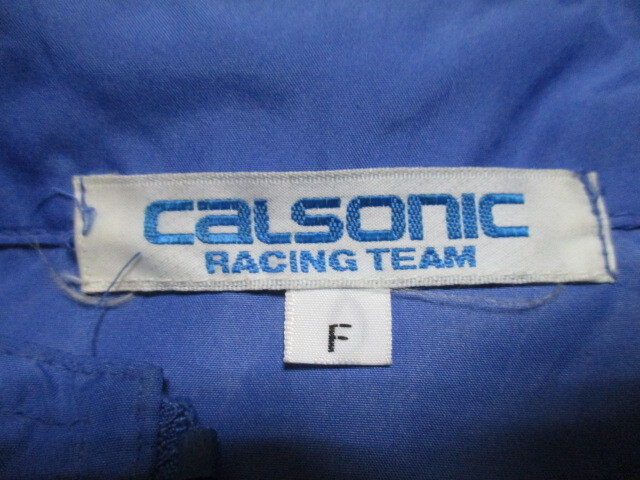 calsonic
RACING TEAM
F